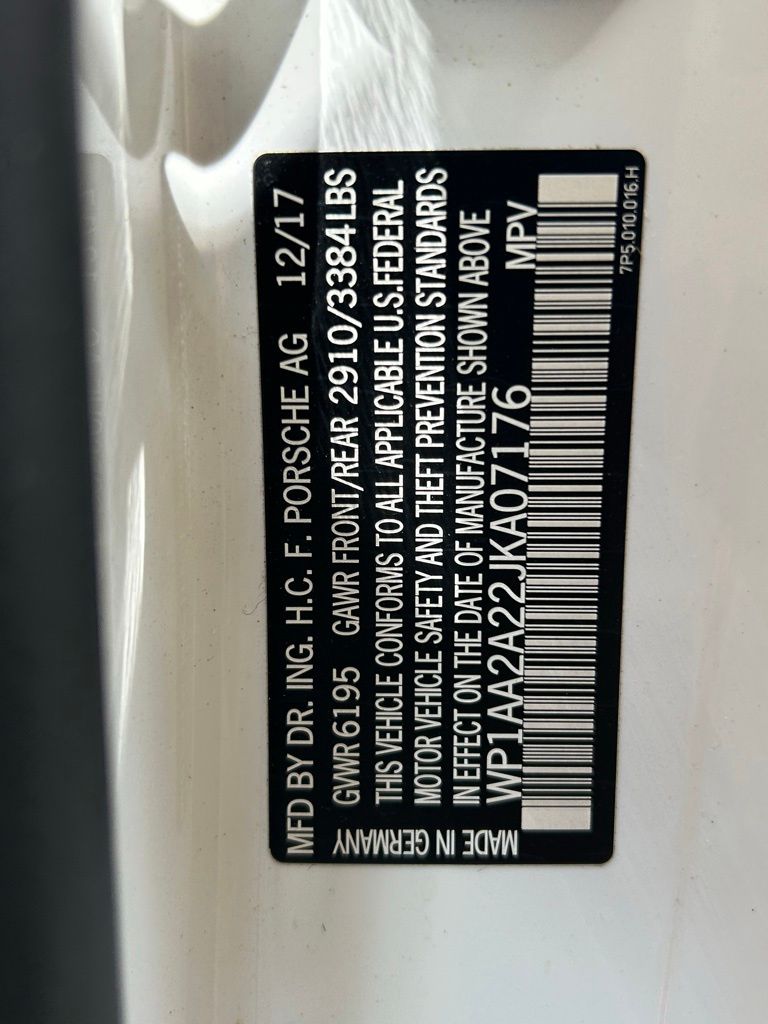 MFD BY DR. ING. H.C. F. PORSCHE AG 12/17
GVWR 6195 GAWR FRONT/REAR 2910/3384LBS
THIS VEHICLE CONFORMS TO ALL APPLICABLE U.S.FEDERAL
MOTOR VEHICLE SAFETY AND THEFT PREVENTION STANDARDS
IN EFFECT ON THE DATE OF MANUFACTURE SHOWN ABOVE
WP1AA2A22JKA07176 MPV
MADE IN GERMANY
7P5.010.016.H